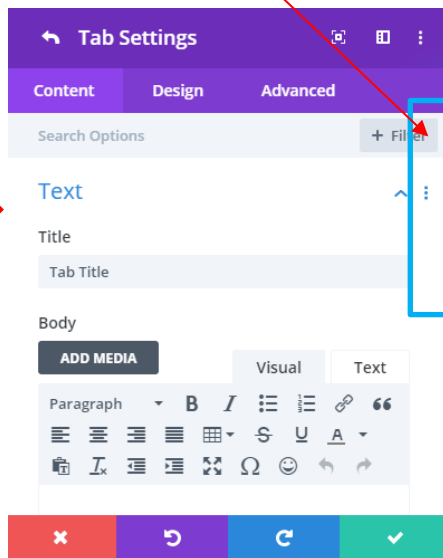 Tab Settings
Content Design Advanced
Search Options + Filter
Text
Title
Tab Title
Body
ADD MEDIA Visual Text
Paragraph